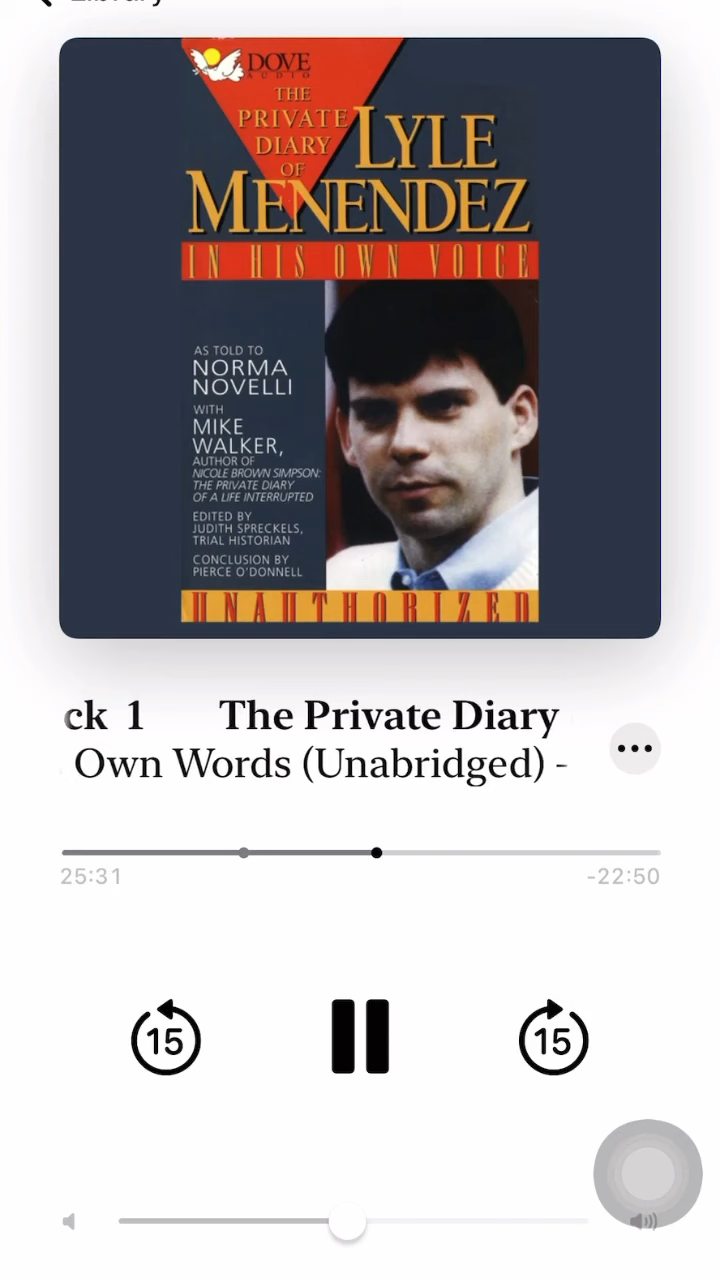 Library
DOVE
AUDIO
THE
PRIVATE
DIARY
OF
LYLE
MENENDEZ
IN HIS OWN VOICE
AS TOLD TO
NORMA
NOVELLI
WITH
MIKE
WALKER,
AUTHOR OF
NICOLE BROWN SIMPSON:
THE PRIVATE DIARY
OF A LIFE INTERRUPTED
EDITED BY
JUDITH SPRECKELS,
TRIAL HISTORIAN
CONCLUSION BY
PIERCE O'DONNELL
UNAUTHORIZED
ck 1 The Private Diary
Own Words (Unabridged) -
25:31
-22:50
15
15